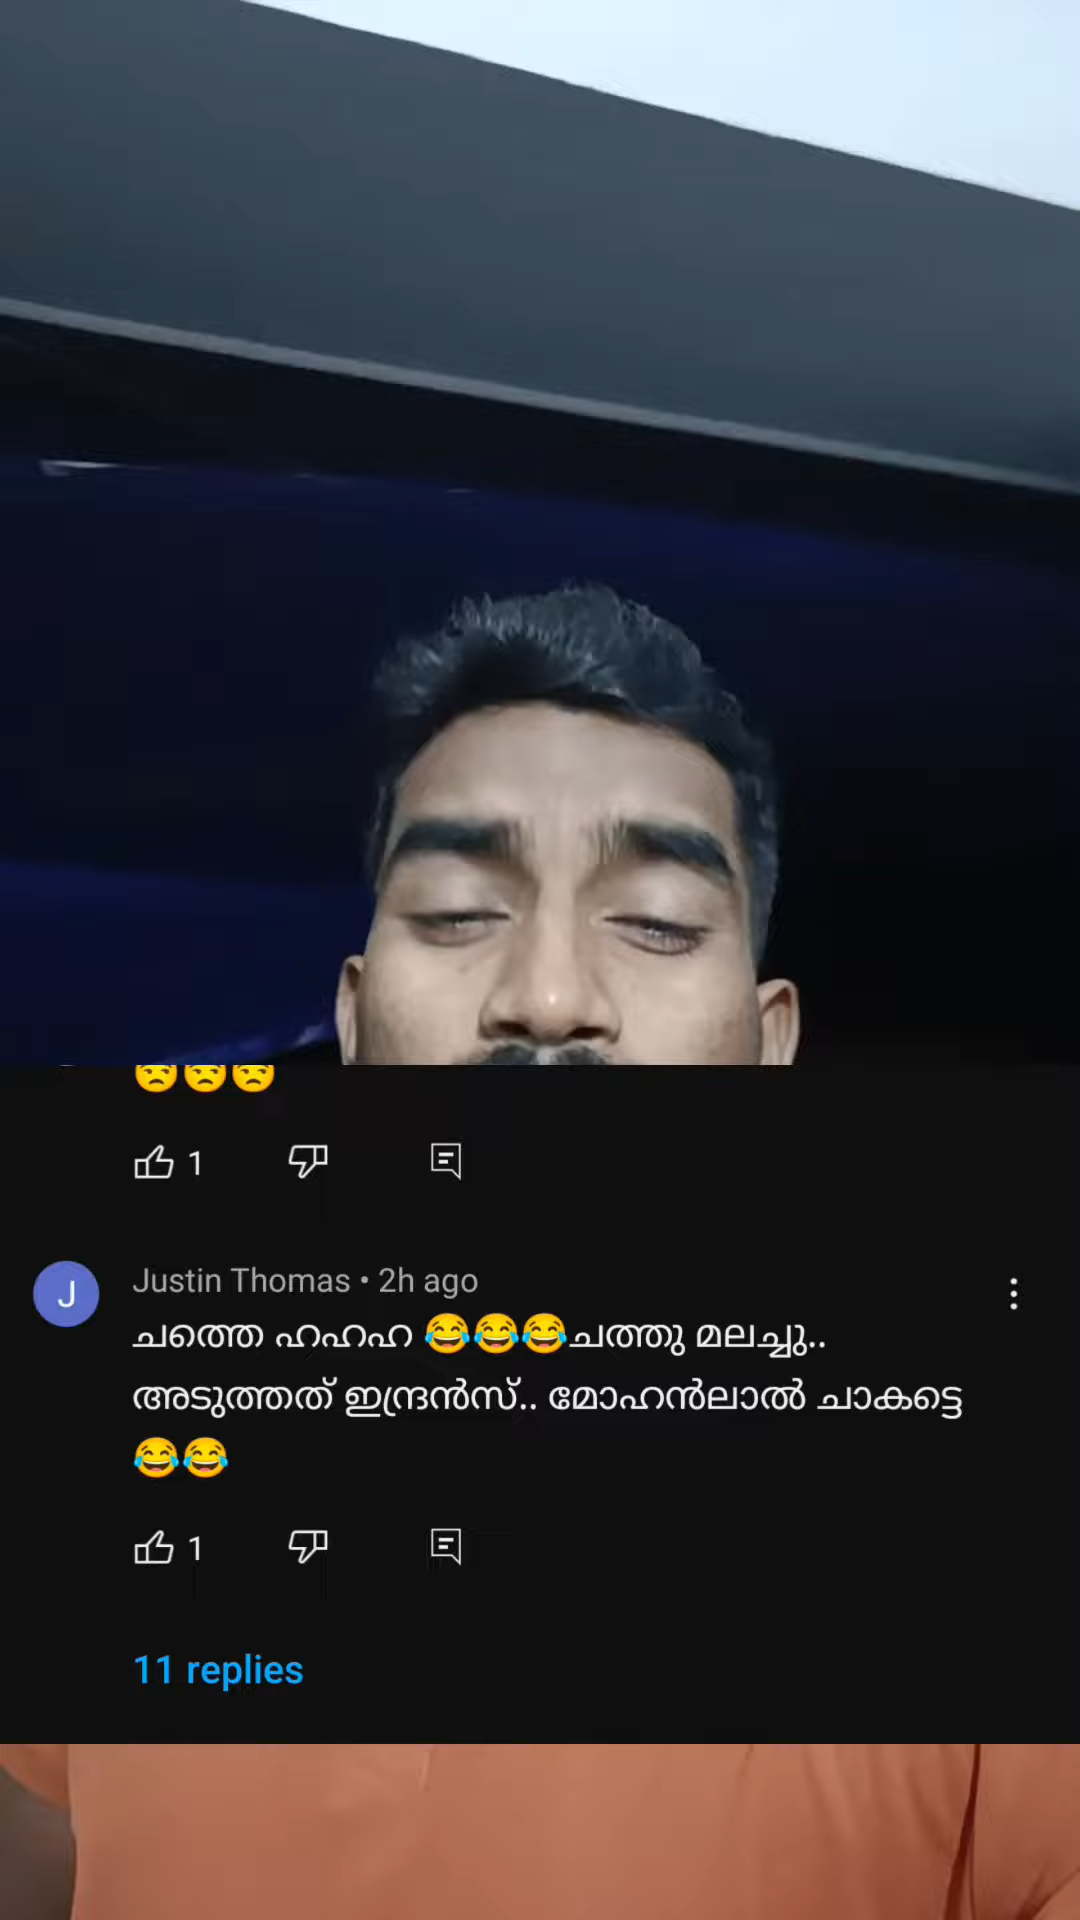 😒😒😒
1
J
Justin Thomas • 2h ago
ചത്തെ ഹഹഹ 😂😂😂ചത്തു മലച്ചു..
അടുത്തത് ഇന്ദ്രൻസ്.. മോഹൻലാൽ ചാകട്ടെ
😂😂
1
11 replies